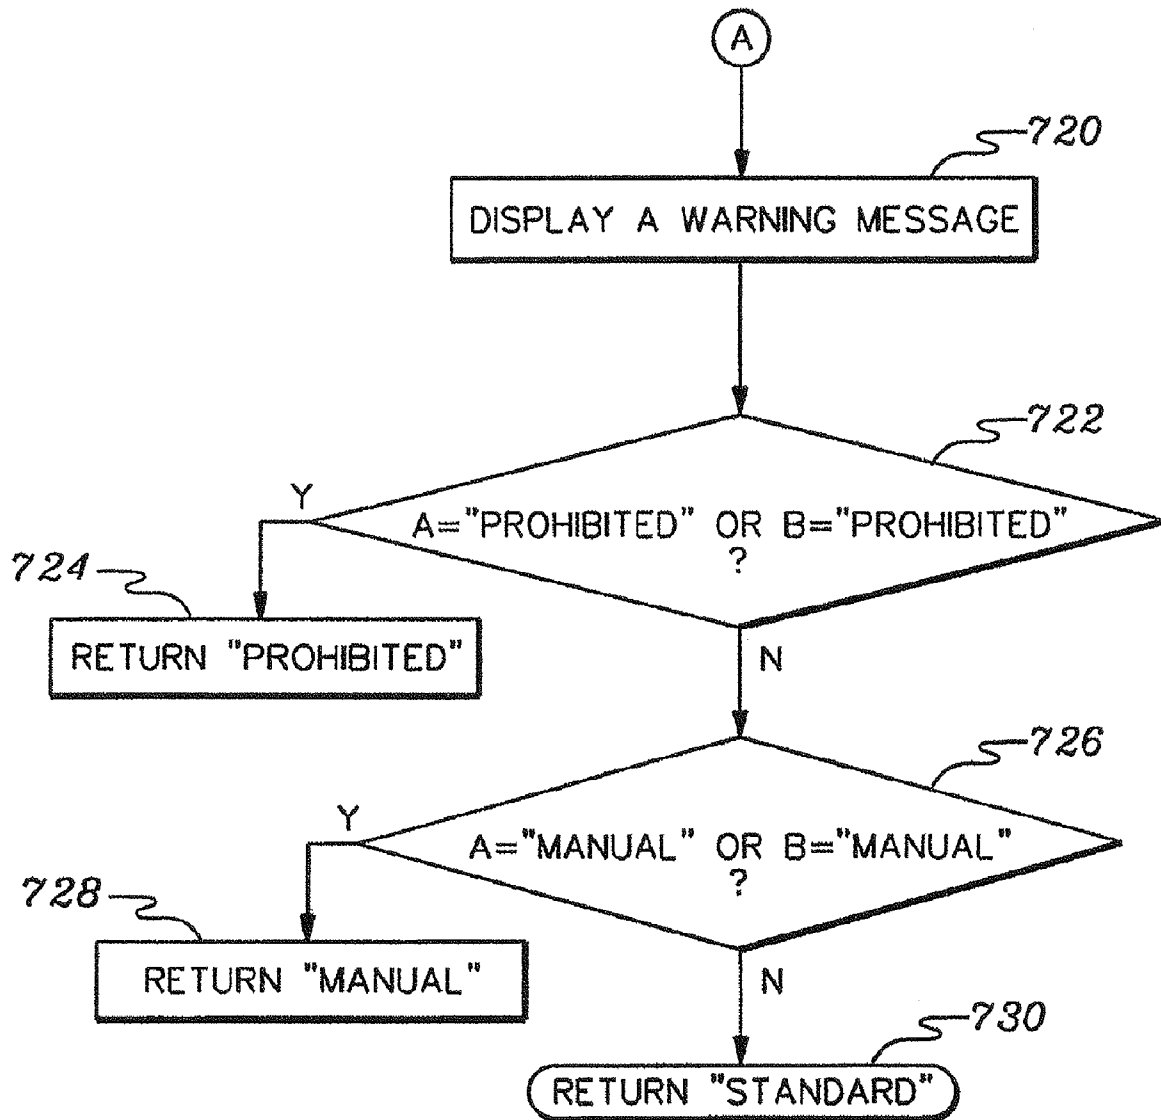 A
720
DISPLAY A WARNING MESSAGE
722
Y
A="PROHIBITED" OR B="PROHIBITED"
?
724
RETURN "PROHIBITED"
N
726
Y
A="MANUAL" OR B="MANUAL"
?
728
RETURN "MANUAL"
N
730
RETURN "STANDARD"